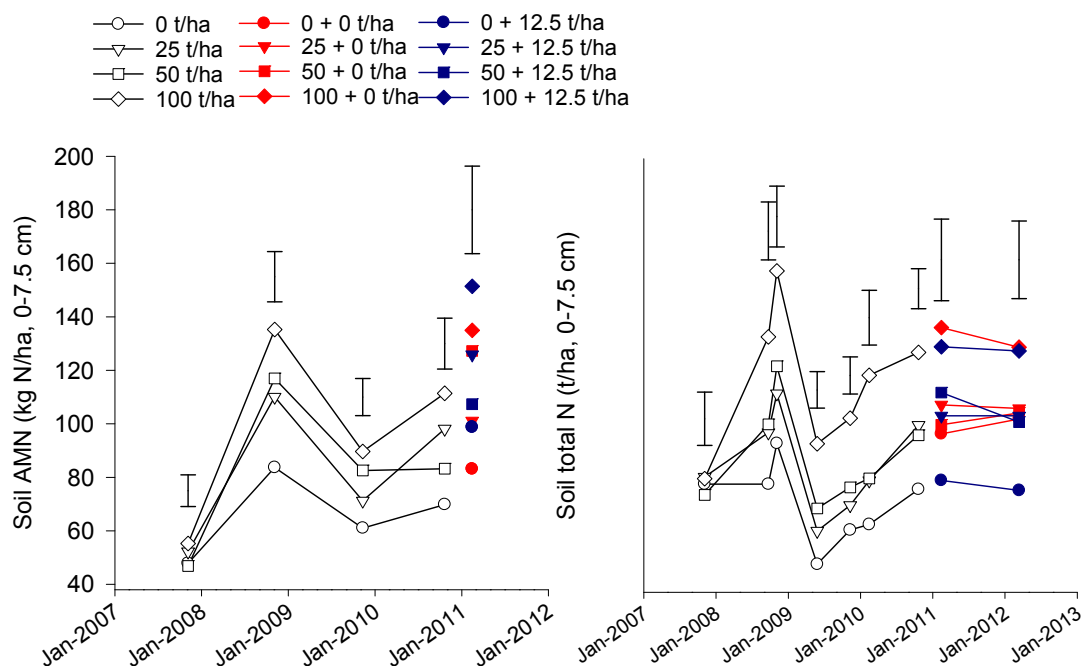 0 t/ha 0 + 0 t/ha 0 + 12.5 t/ha
25 t/ha 25 + 0 t/ha 25 + 12.5 t/ha
50 t/ha 50 + 0 t/ha 50 + 12.5 t/ha
100 t/ha 100 + 0 t/ha 100 + 12.5 t/ha
Soil AMN (kg N/ha, 0-7.5 cm)
200
180
160
140
120
100
80
60
40
Jan-2007 Jan-2008 Jan-2009 Jan-2010 Jan-2011 Jan-2012
Soil total N (t/ha, 0-7.5 cm)
Jan-2007 Jan-2008 Jan-2009 Jan-2010 Jan-2011 Jan-2012 Jan-2013